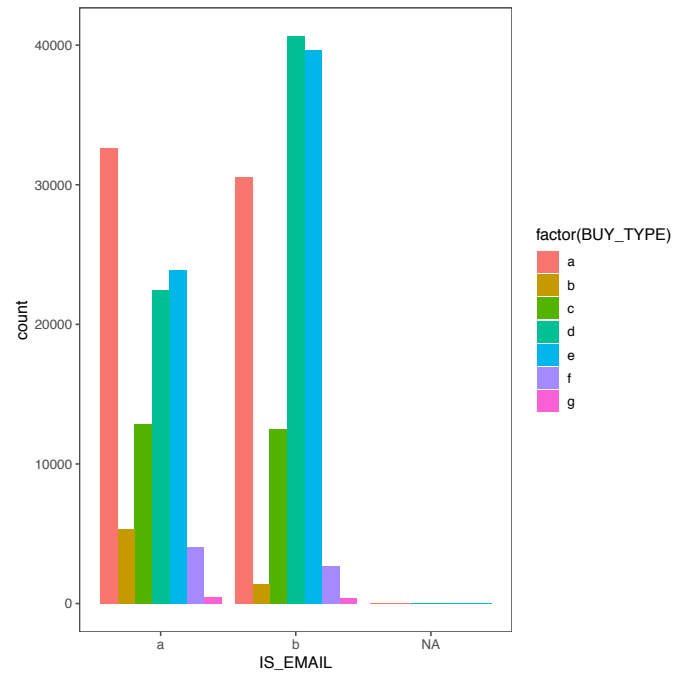 40000
30000
20000
10000
0
count
a
b
NA
IS_EMAIL
factor(BUY_TYPE)
a
b
c
d
e
f
g